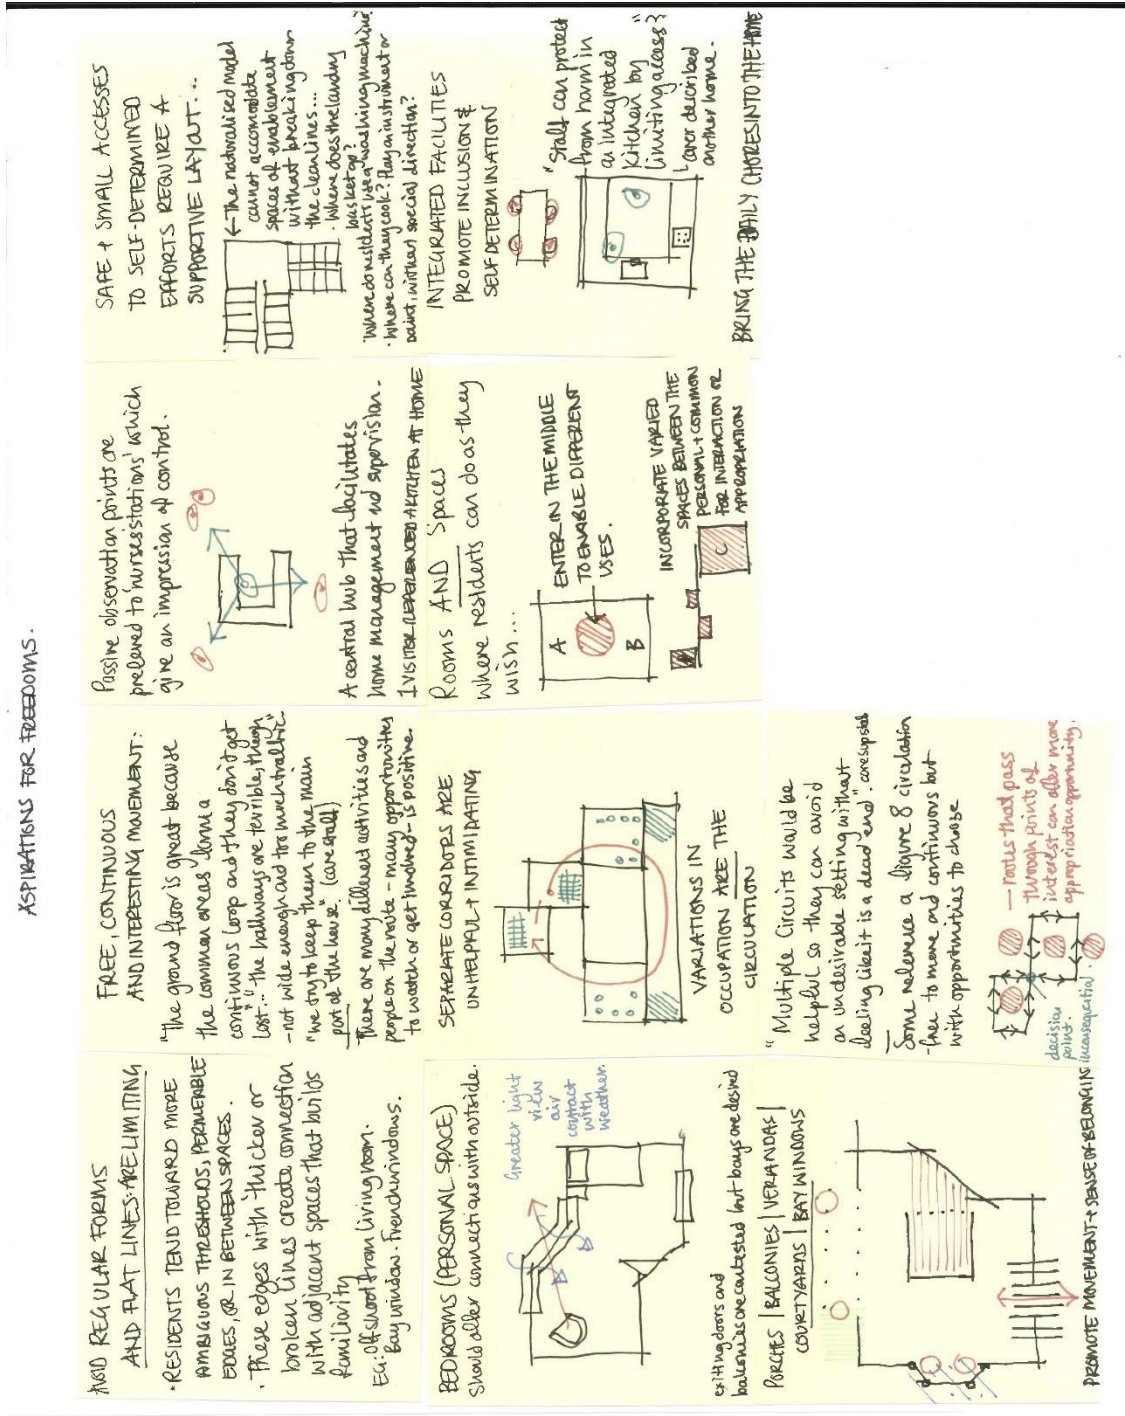 ASPIRATIONS FOR FREEDOMS.
AVOID REGULAR FORMS
AND FLAT LINES: ARE LIMITING
• RESIDENTS TEND TOWARD MORE
AMBIGUOUS THRESHOLDS, PERMEABLE
EDGES, OR IN BETWEEN SPACES.
• These edges with thicker or
broken lines create connection
with adjacent spaces that builds
familiarity
EG: Offshoot from living room.
Bay window. French windows.
FREE, CONTINUOUS
AND INTERESTING MOVEMENT:
"The ground floor is great because
the common areas form a
continuous loop and they don't get
lost..." "the hallways are terrible, though
- not wide enough and too much traffic."
"we try to keep them to the main
part of the house" (care staff)
There are many different activities and
people on the route - many opportunities
to watch or get involved - is positive.
Passive observation points are
preferred to 'nurses stations' which
give an impression of control.
A central hub that facilitates
home management and supervision.
1 VISITOR REFERENCED A KITCHEN AT HOME
SAFE + SMALL ACCESSES
TO SELF-DETERMINED
EFFORTS REQUIRE A
SUPPORTIVE LAYOUT...
← The naturalised model
cannot accomodate
spaces of enablement
without breaking down
the clean lines...
• Where does the laundry
basket go?
• Where do residents use a washing machine?
• Where can they cook? Play an instrument or
paint, without special direction?
BEDROOMS (PERSONAL SPACE)
Should offer connections with outside.
Greater light
view
air
contact
with
weather.
exiting doors and
balconies are contested but bays are desired
SEPARATE CORRIDORS ARE
UNHELPFUL + INTIMIDATING
VARIATIONS IN
OCCUPATION ARE THE
CIRCULATION
Rooms AND Spaces
where residents can do as they
wish...
A
B
ENTER IN THE MIDDLE
TO ENABLE DIFFERENT
USES.
INCORPORATE VARIED
SPACES BETWEEN THE
PERSONAL + COMMON
FOR INTERACTION OR
APPROPRIATION
C
INTEGRATED FACILITIES
PROMOTE INCLUSION &
SELF DETERMINATION
"Staff can protect
from harm in
an integrated
kitchen by
limiting access"
carer described
another home.
BRING THE DAILY CHORES INTO THE HOME
PORCHES | BALCONIES | VERANDAS |
COURTYARDS | BAY WINDOWS
PROMOTE MOVEMENT + SENSE OF BELONGING
"Multiple Circuits would be
helpful so they can avoid
an undesirable setting without
feeling like it is a dead end".
Some reference a figure 8 circulation
- free to move and continuous but
with opportunities to choose
decision
point.
inconsequential.
— routes that pass
through points of
interest can offer more
appropriation opportunity.